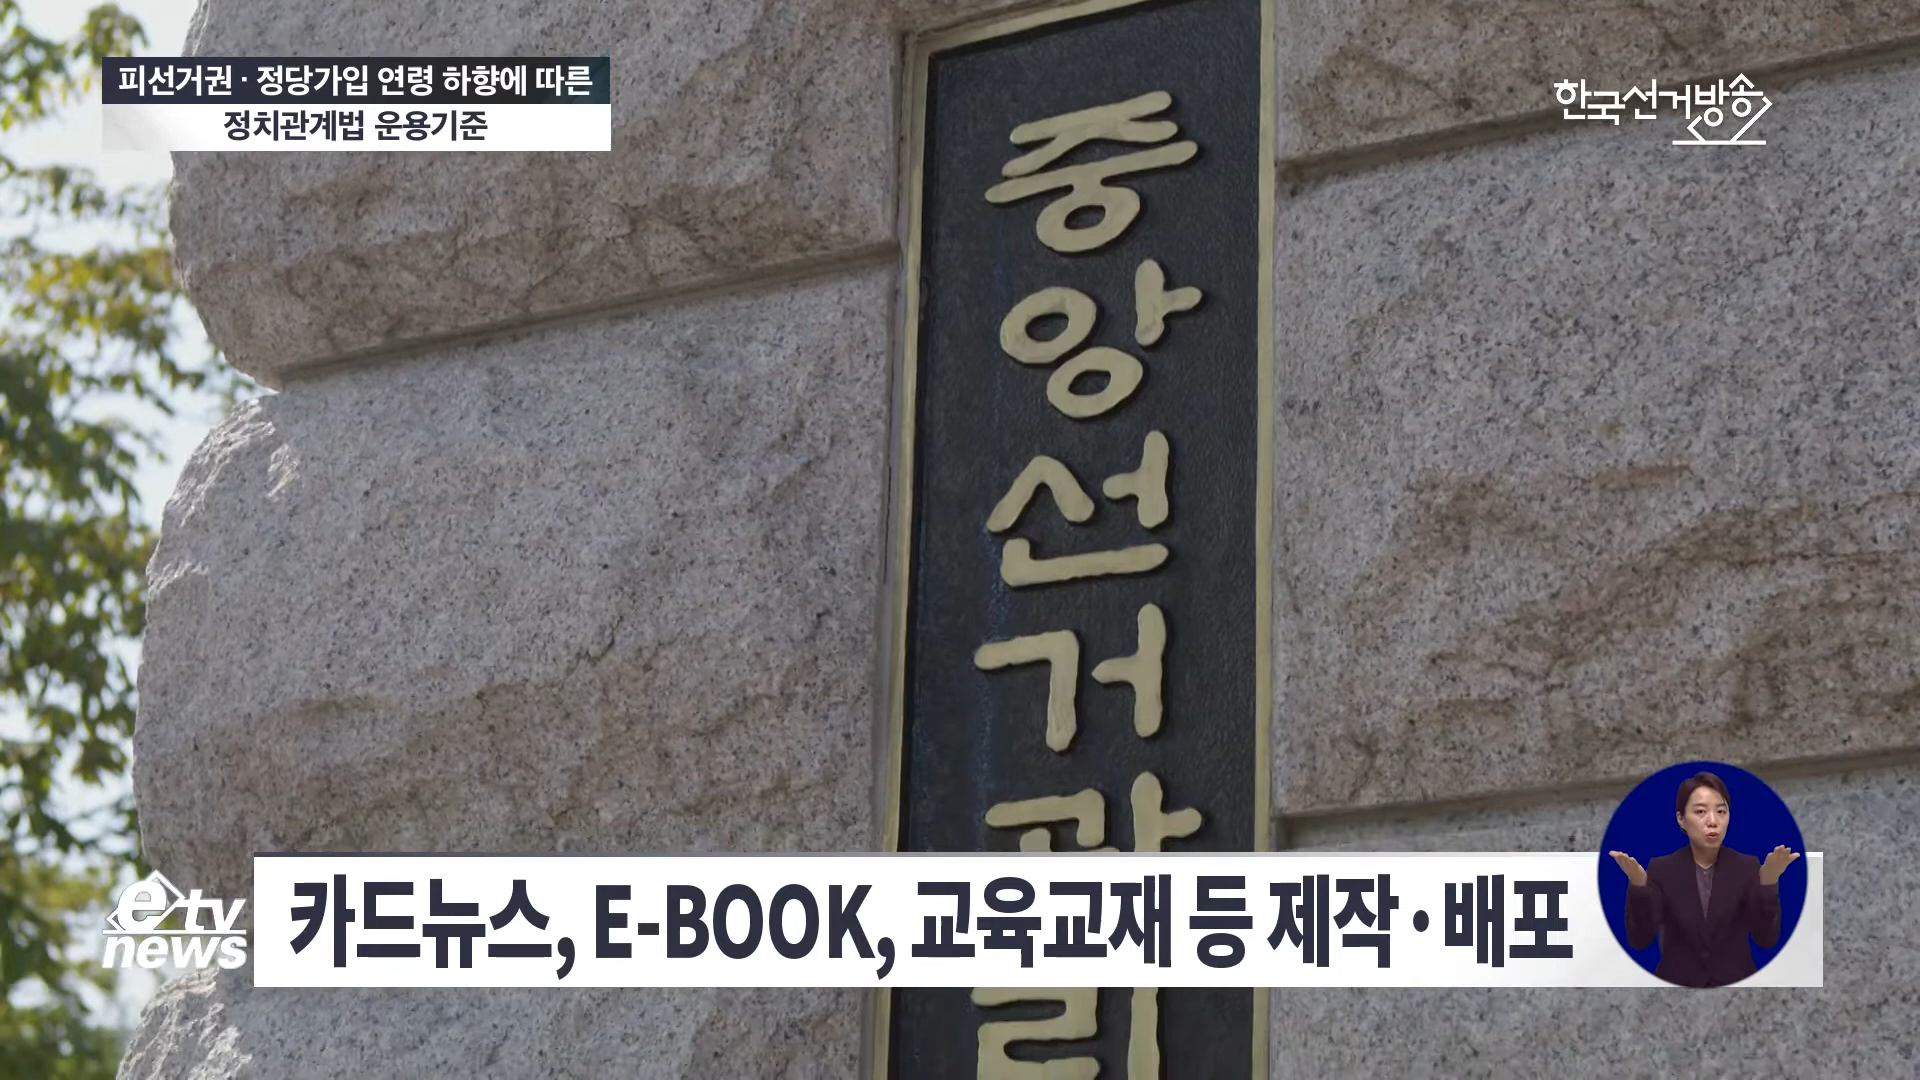 피선거권·정당가입 연령 하향에 따른
정치관계법 운용기준
한국선거방송
중앙선거관리
etv
news
카드뉴스, E-BOOK, 교육교재 등 제작·배포